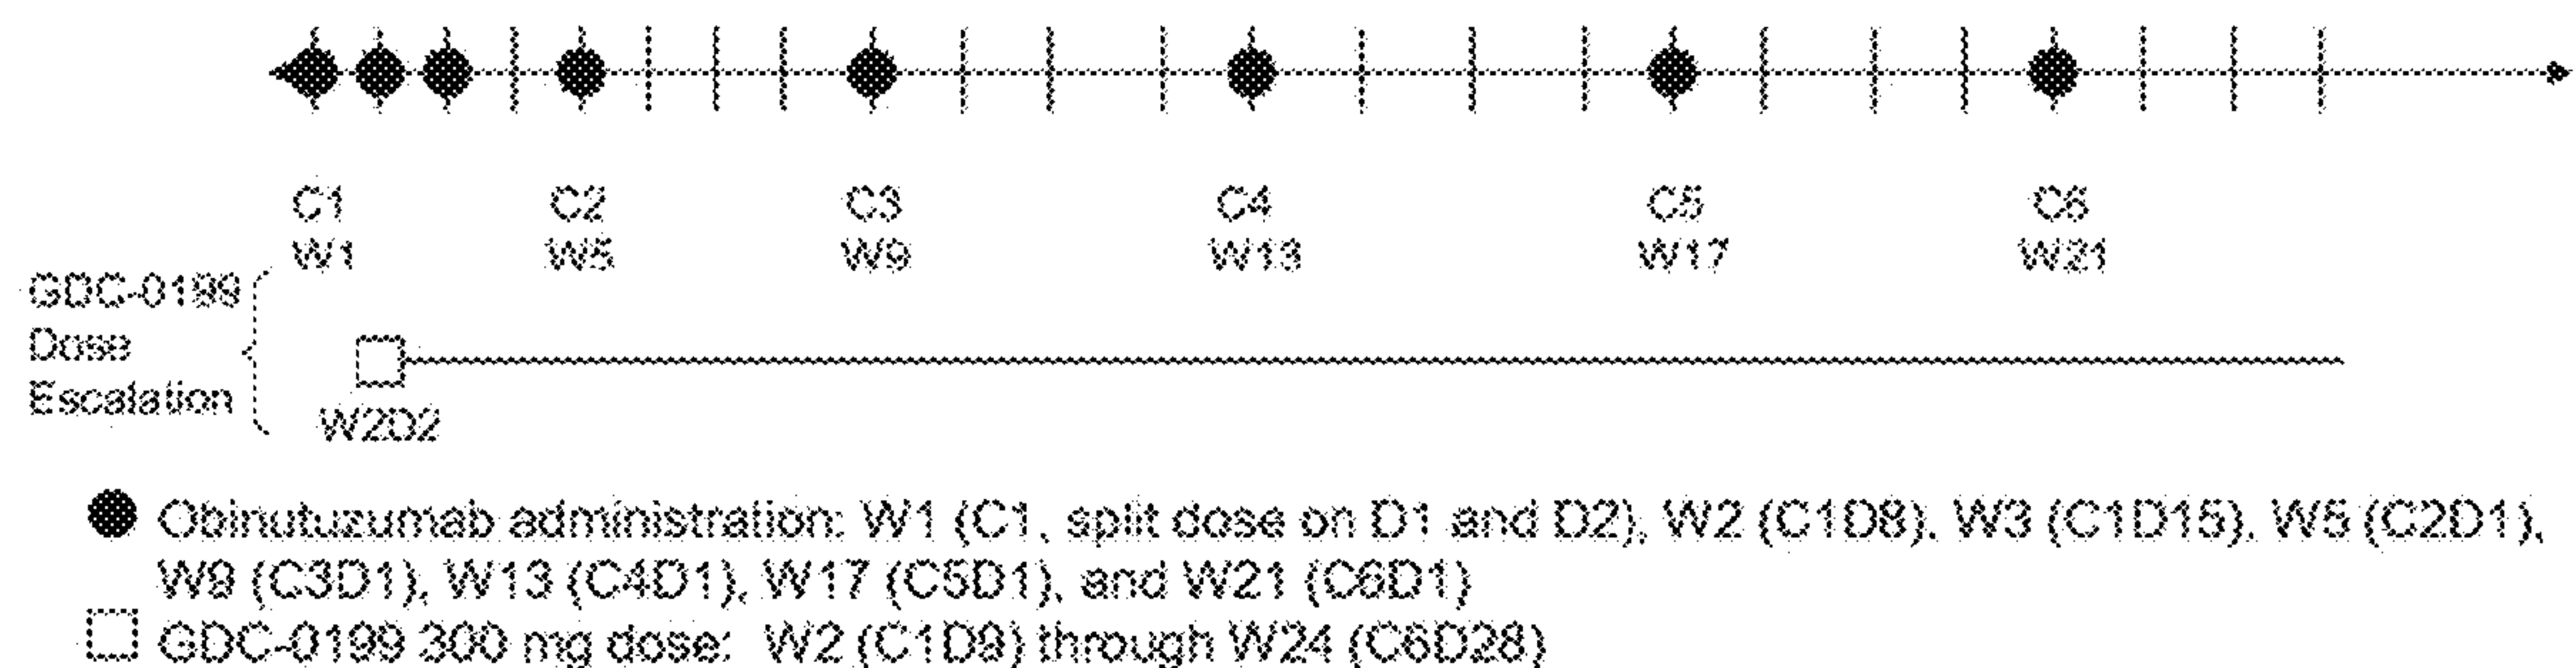 C1 C2 C3 C4 C5 C6
W1 W5 W9 W13 W17 W21
GDC-0199
Dose
Escalation
W2D2
Obinutuzumab administration: W1 (C1, split dose on D1 and D2), W2 (C1D8), W3 (C1D15), W5 (C2D1),
W9 (C3D1), W13 (C4D1), W17 (C5D1), and W21 (C6D1)
GDC-0199 300 mg dose: W2 (C1D9) through W24 (C6D28)